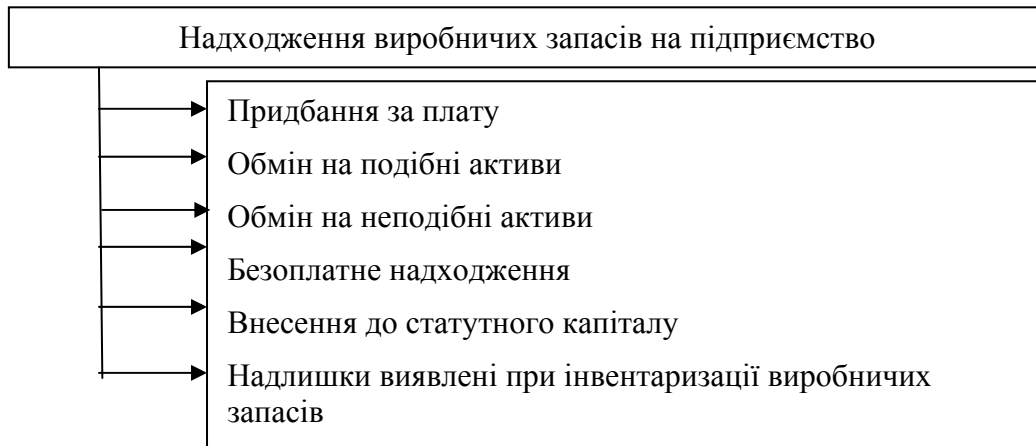 Надходження виробничих запасів на підприємство
Придбання за плату
Обмін на подібні активи
Обмін на неподібні активи
Безоплатне надходження
Внесення до статутного капіталу
Надлишки виявлені при інвентаризації виробничих
запасів